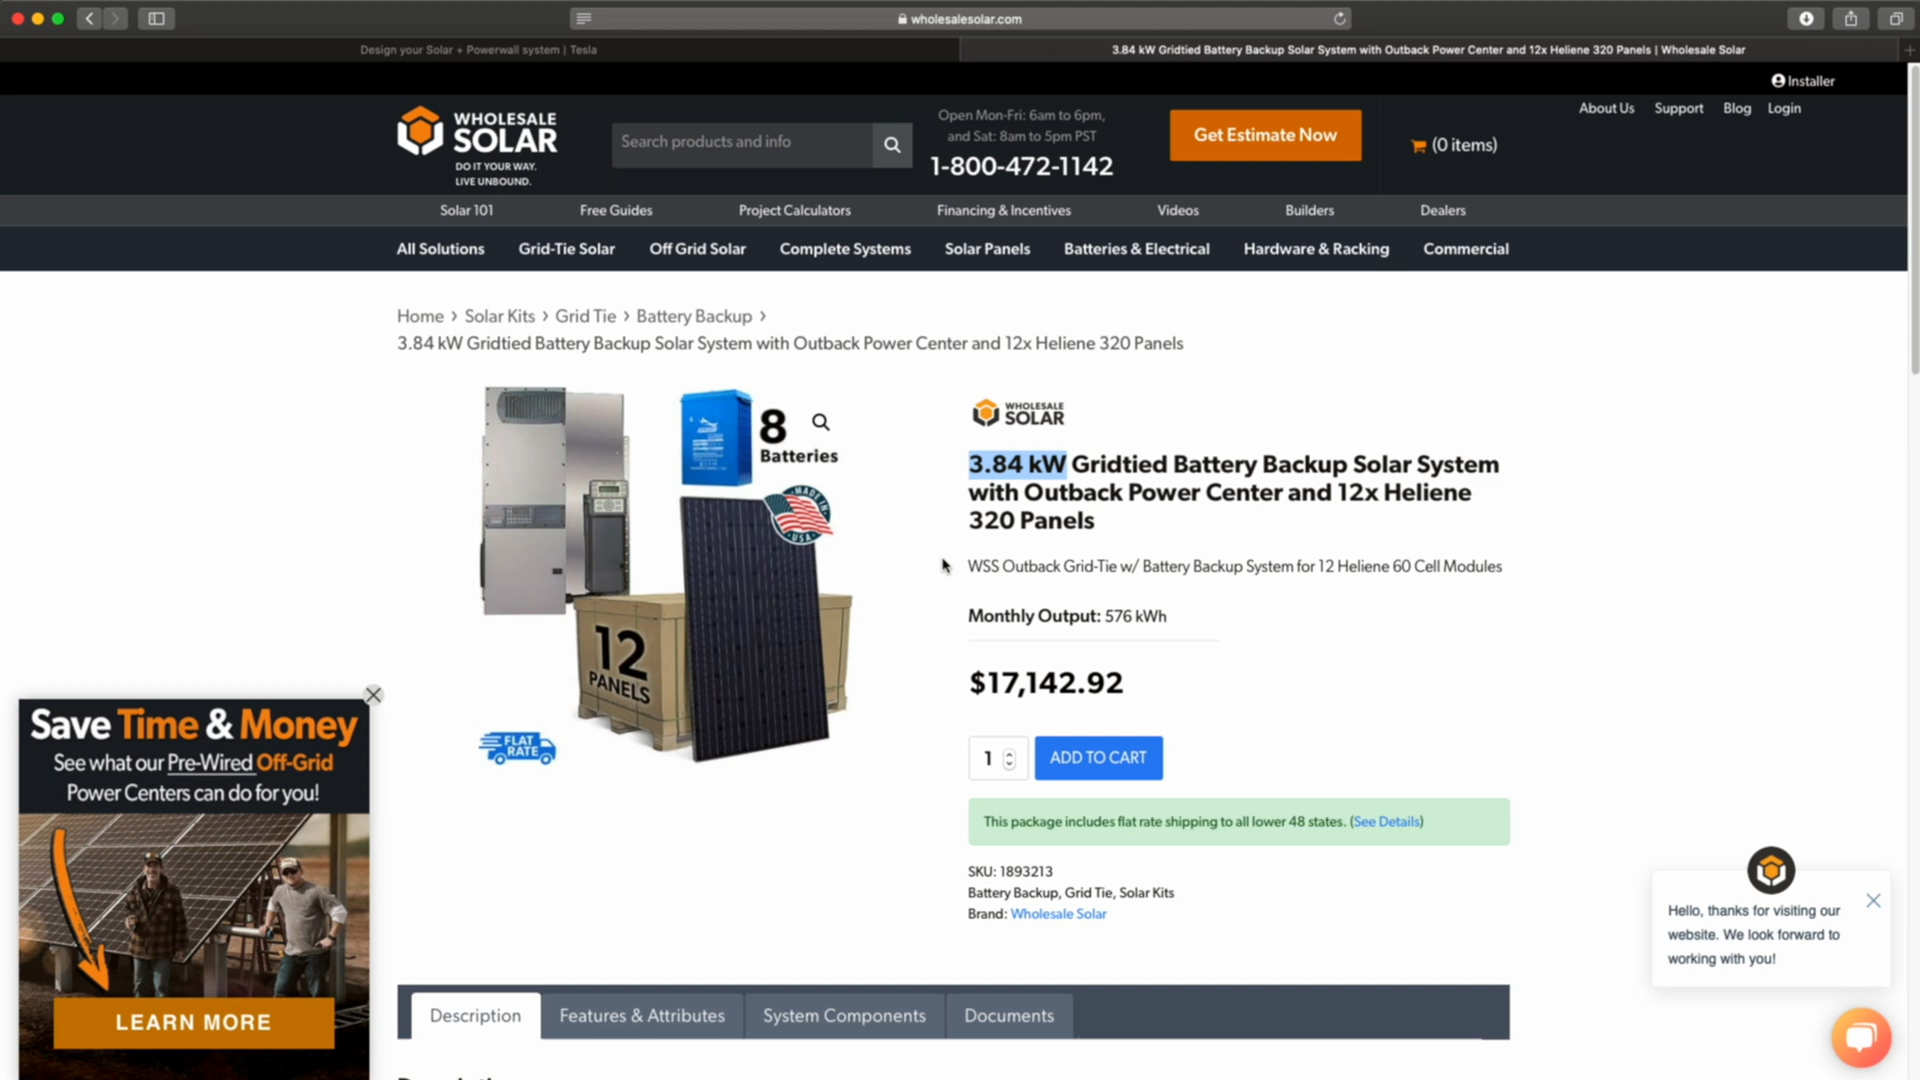 wholesalesolar.com
Design your Solar + Powerwall system | Tesla
3.84 kW Gridtied Battery Backup Solar System with Outback Power Center and 12x Heliene 320 Panels | Wholesale Solar
Installer
WHOLESALE
SOLAR
DO IT YOUR WAY.
LIVE UNBOUND.
Search products and info
Open Mon-Fri: 6am to 6pm,
and Sat: 8am to 5pm PST
1-800-472-1142
Get Estimate Now
(0 items)
About Us Support Blog Login
Solar 101 Free Guides Project Calculators Financing & Incentives Videos Builders Dealers
All Solutions Grid-Tie Solar Off Grid Solar Complete Systems Solar Panels Batteries & Electrical Hardware & Racking Commercial
Home › Solar Kits › Grid Tie › Battery Backup ›
3.84 kW Gridtied Battery Backup Solar System with Outback Power Center and 12x Heliene 320 Panels
8
Batteries
MADE IN
USA
12
PANELS
FLAT
RATE
WHOLESALE
SOLAR
3.84 kW Gridtied Battery Backup Solar System
with Outback Power Center and 12x Heliene
320 Panels
WSS Outback Grid-Tie w/ Battery Backup System for 12 Heliene 60 Cell Modules
Monthly Output: 576 kWh
$17,142.92
1
ADD TO CART
This package includes flat rate shipping to all lower 48 states. (See Details)
SKU: 1893213
Battery Backup, Grid Tie, Solar Kits
Brand: Wholesale Solar
Save Time & Money
See what our Pre-Wired Off-Grid
Power Centers can do for you!
LEARN MORE
Hello, thanks for visiting our
website. We look forward to
working with you!
Description Features & Attributes System Components Documents